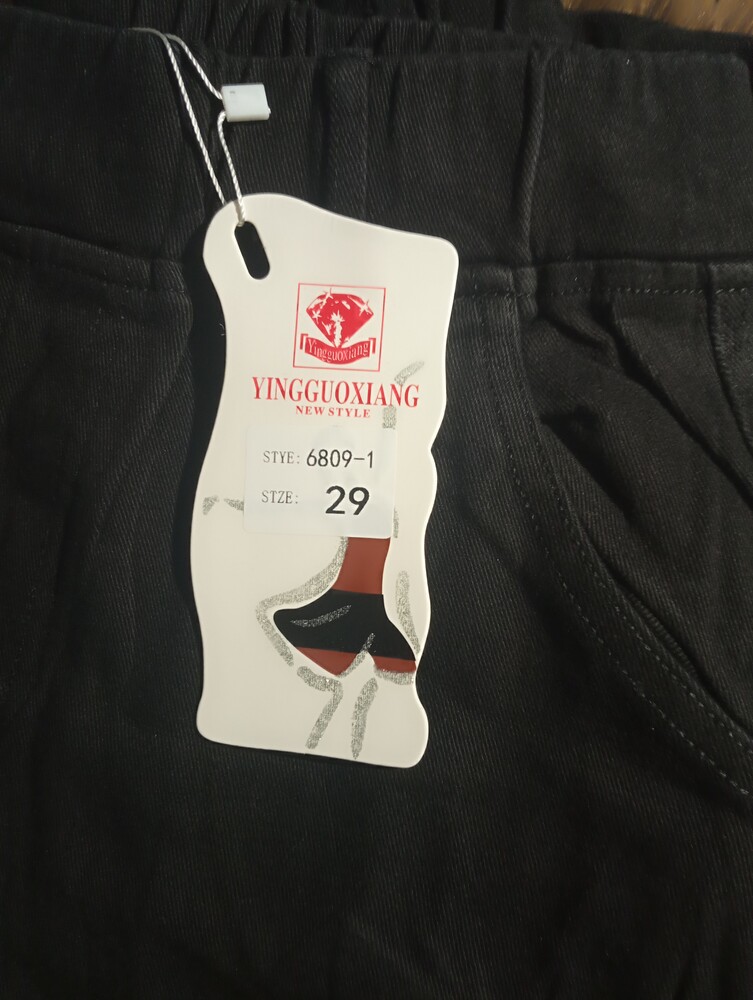 Yingguoxiang
YINGGUOXIANG
NEW STYLE
STYE: 6809-1
STZE: 29